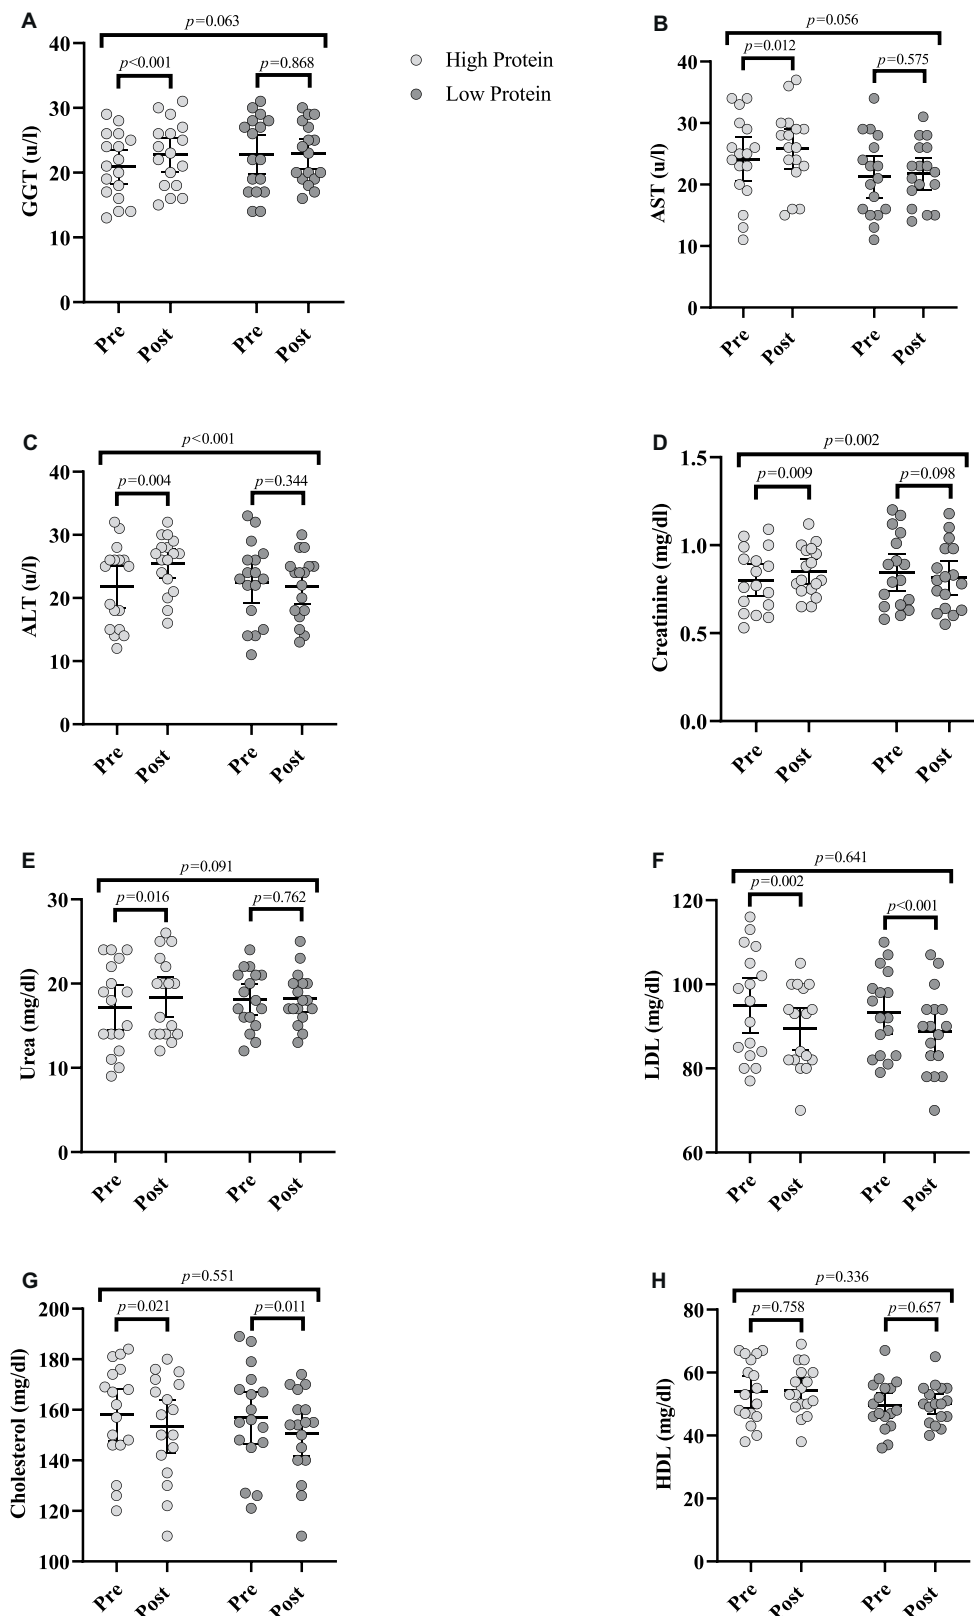 A
p=0.063
p<0.001
p=0.868
40
30
20
10
0
GGT (u/l)
Pre
Post
Pre
Post
High Protein
Low Protein
B
p=0.056
p=0.012
p=0.575
40
30
20
10
0
AST (u/l)
Pre
Post
Pre
Post
C
p<0.001
p=0.004
p=0.344
40
30
20
10
0
ALT (u/l)
Pre
Post
Pre
Post
D
p=0.002
p=0.009
p=0.098
1.5
1.0
0.5
0.0
Creatinine (mg/dl)
Pre
Post
Pre
Post
E
p=0.091
p=0.016
p=0.762
30
20
10
0
Urea (mg/dl)
Pre
Post
Pre
Post
F
p=0.641
p=0.002
p<0.001
120
100
80
60
LDL (mg/dl)
Pre
Post
Pre
Post
G
p=0.551
p=0.021
p=0.011
200
180
160
140
120
100
Cholesterol (mg/dl)
Pre
Post
Pre
Post
H
p=0.336
p=0.758
p=0.657
80
60
40
20
0
HDL (mg/dl)
Pre
Post
Pre
Post